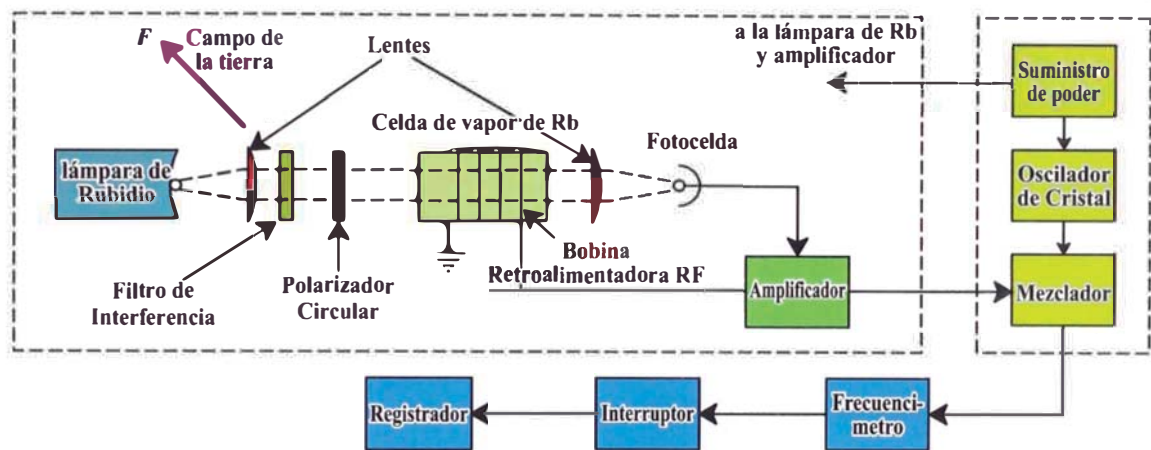 F
Campo de
la tierra
Lentes
a la lámpara de Rb
y amplificador
Suministro
de poder
Celda de vapor de Rb
Fotocelda
lámpara de
Rubidio
Oscilador
de Cristal
Bobina
Retroalimentadora RF
Filtro de
Interferencia
Polarizador
Circular
Amplificador
Mezclador
Registrador
Interruptor
Frecuenci-
metro